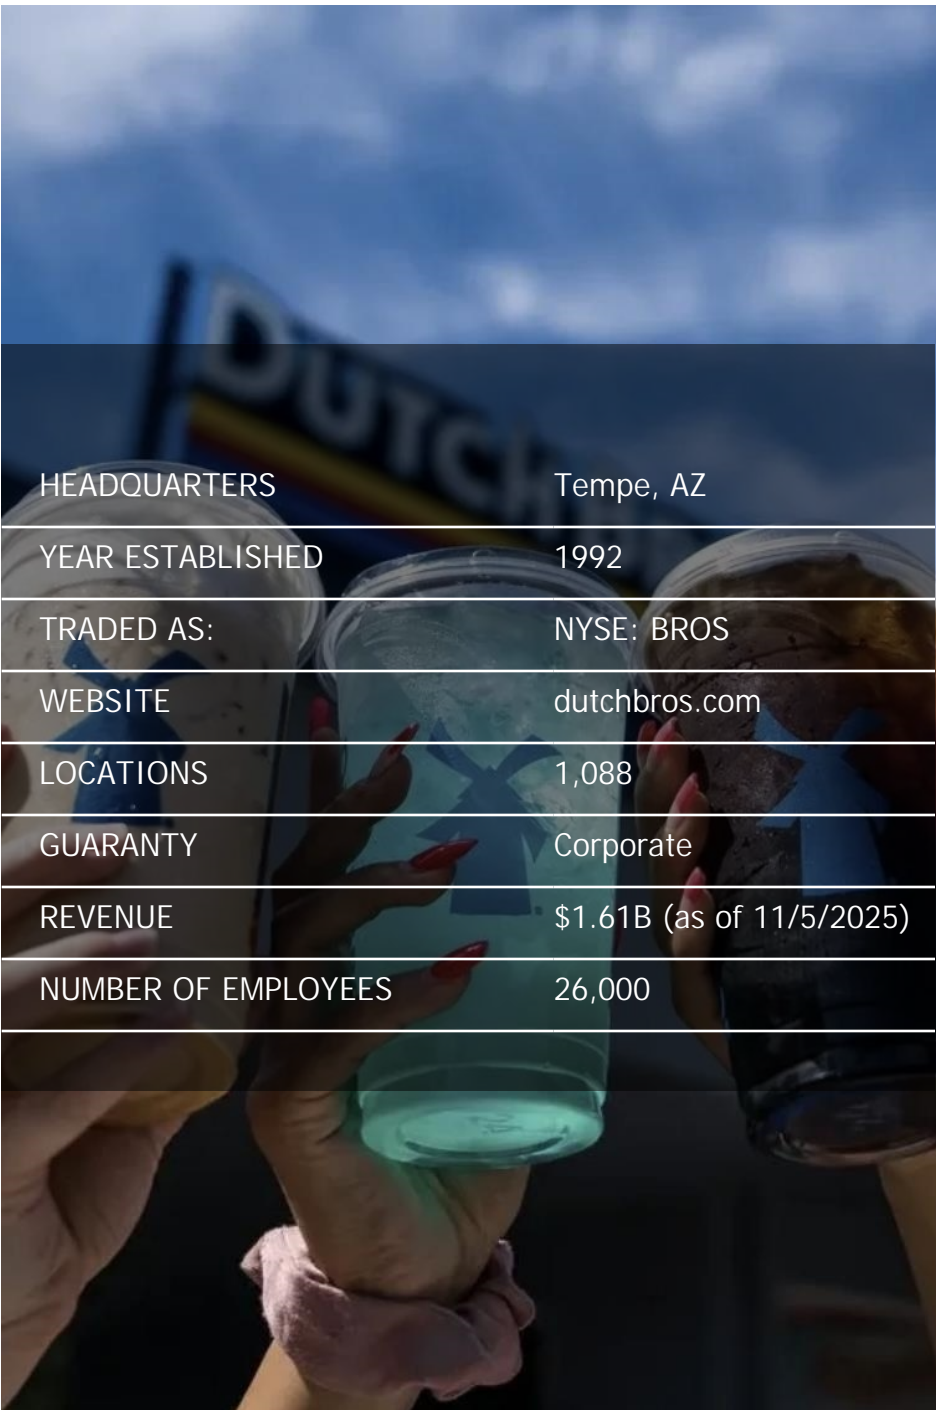 DUTCH
HEADQUARTERS Tempe, AZ
YEAR ESTABLISHED 1992
TRADED AS: NYSE: BROS
WEBSITE dutchbros.com
LOCATIONS 1,088
GUARANTY Corporate
REVENUE $1.61B (as of 11/5/2025)
NUMBER OF EMPLOYEES 26,000